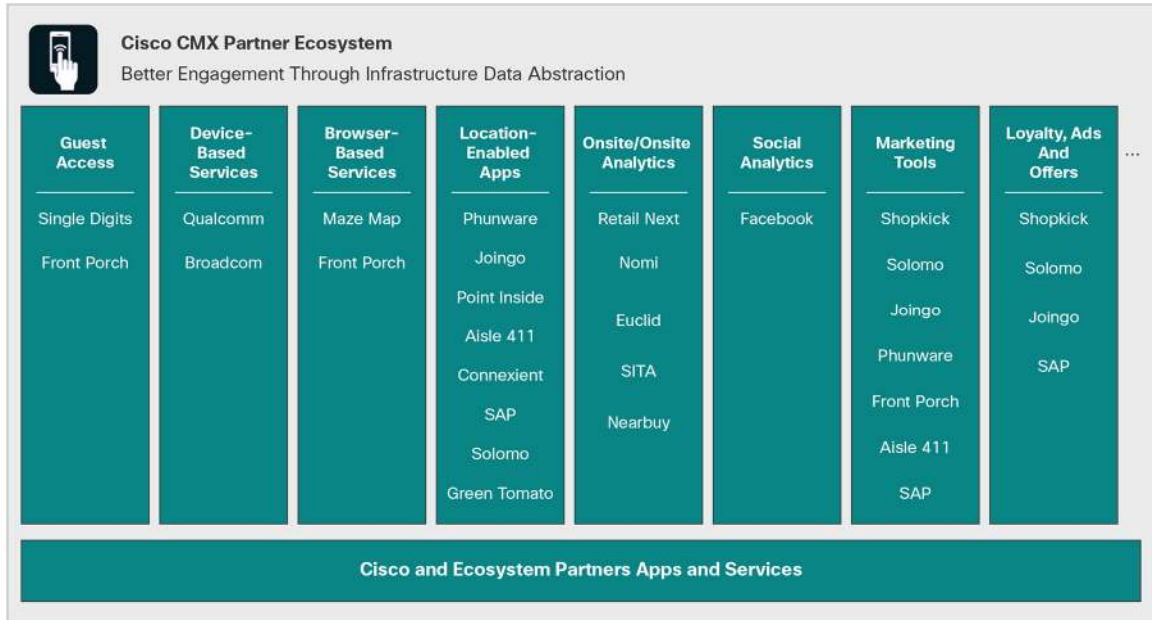 Cisco CMX Partner Ecosystem
Better Engagement Through Infrastructure Data Abstraction
Guest
Access
Single Digits
Front Porch
Device-
Based
Services
Qualcomm
Broadcom
Browser-
Based
Services
Maze Map
Front Porch
Location-
Enabled
Apps
Phunware
Joingo
Point Inside
Aisle 411
Connexient
SAP
Solomo
Green Tomato
Onsite/Onsite
Analytics
Retail Next
Nomi
Euclid
SITA
Nearbuy
Social
Analytics
Facebook
Marketing
Tools
Shopkick
Solomo
Joingo
Phunware
Front Porch
Aisle 411
SAP
Loyalty, Ads
And
Offers
Shopkick
Solomo
Joingo
SAP
...
Cisco and Ecosystem Partners Apps and Services